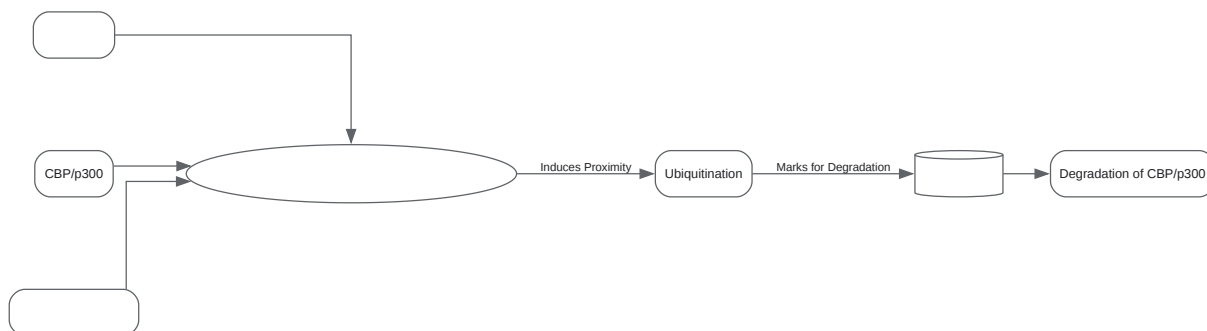 CBP/p300
Induces Proximity
Ubiquitination
Marks for Degradation
Degradation of CBP/p300